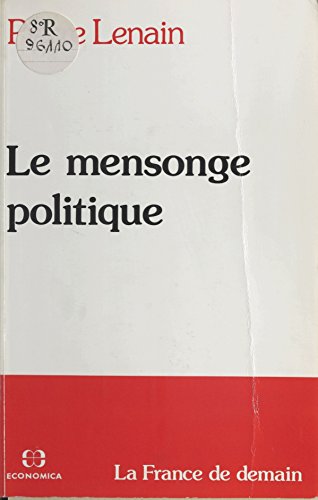 Lenain
8°R
96110
Le mensonge
politique
ECONOMICA
La France de demain